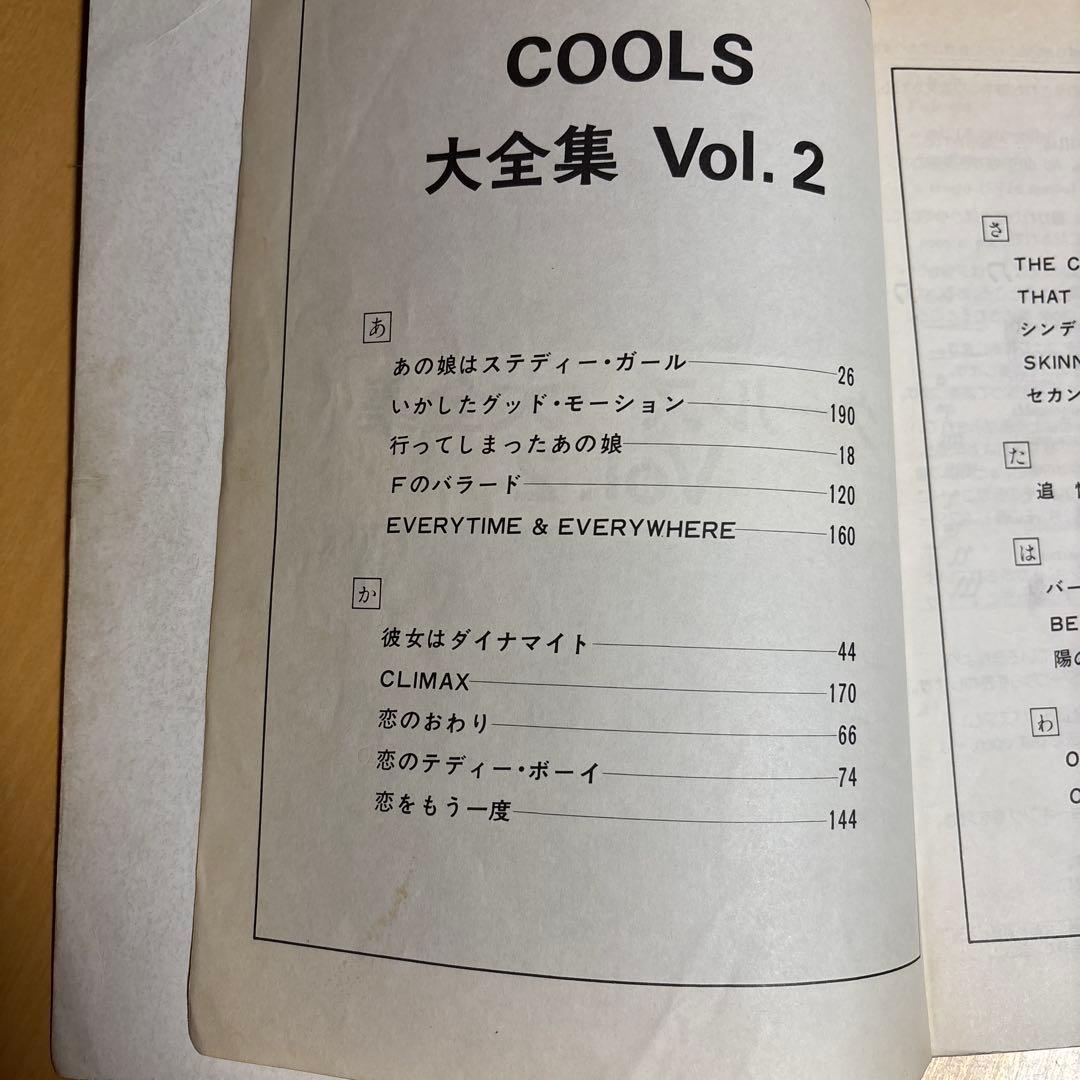 COOLS
大全集 Vol. 2
あ
あの娘はステディー・ガール 26
いかしたグッド・モーション 190
行ってしまったあの娘 18
Fのバラード 120
EVERYTIME & EVERYWHERE 160
か
彼女はダイナマイト 44
CLIMAX 170
恋のおわり 66
恋のテディー・ボーイ 74
恋をもう一度 144
さ
THE C
THAT
シンデ
SKINN
セカン
た
追
は
バー
BE
陽の
わ
O